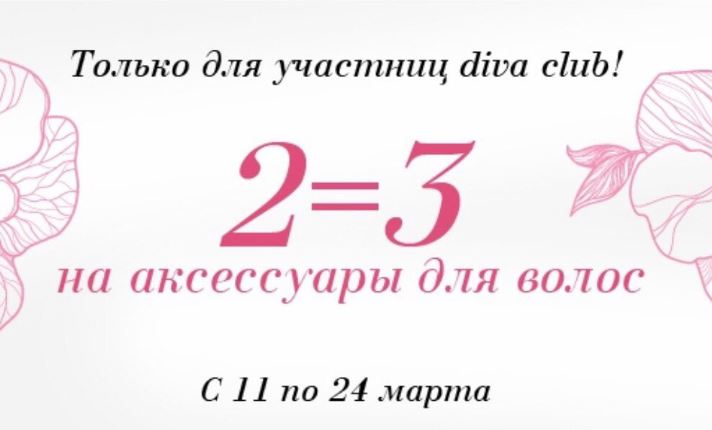 Только для участниц diva club!
2=3
на аксессуары для волос
С 11 по 24 марта